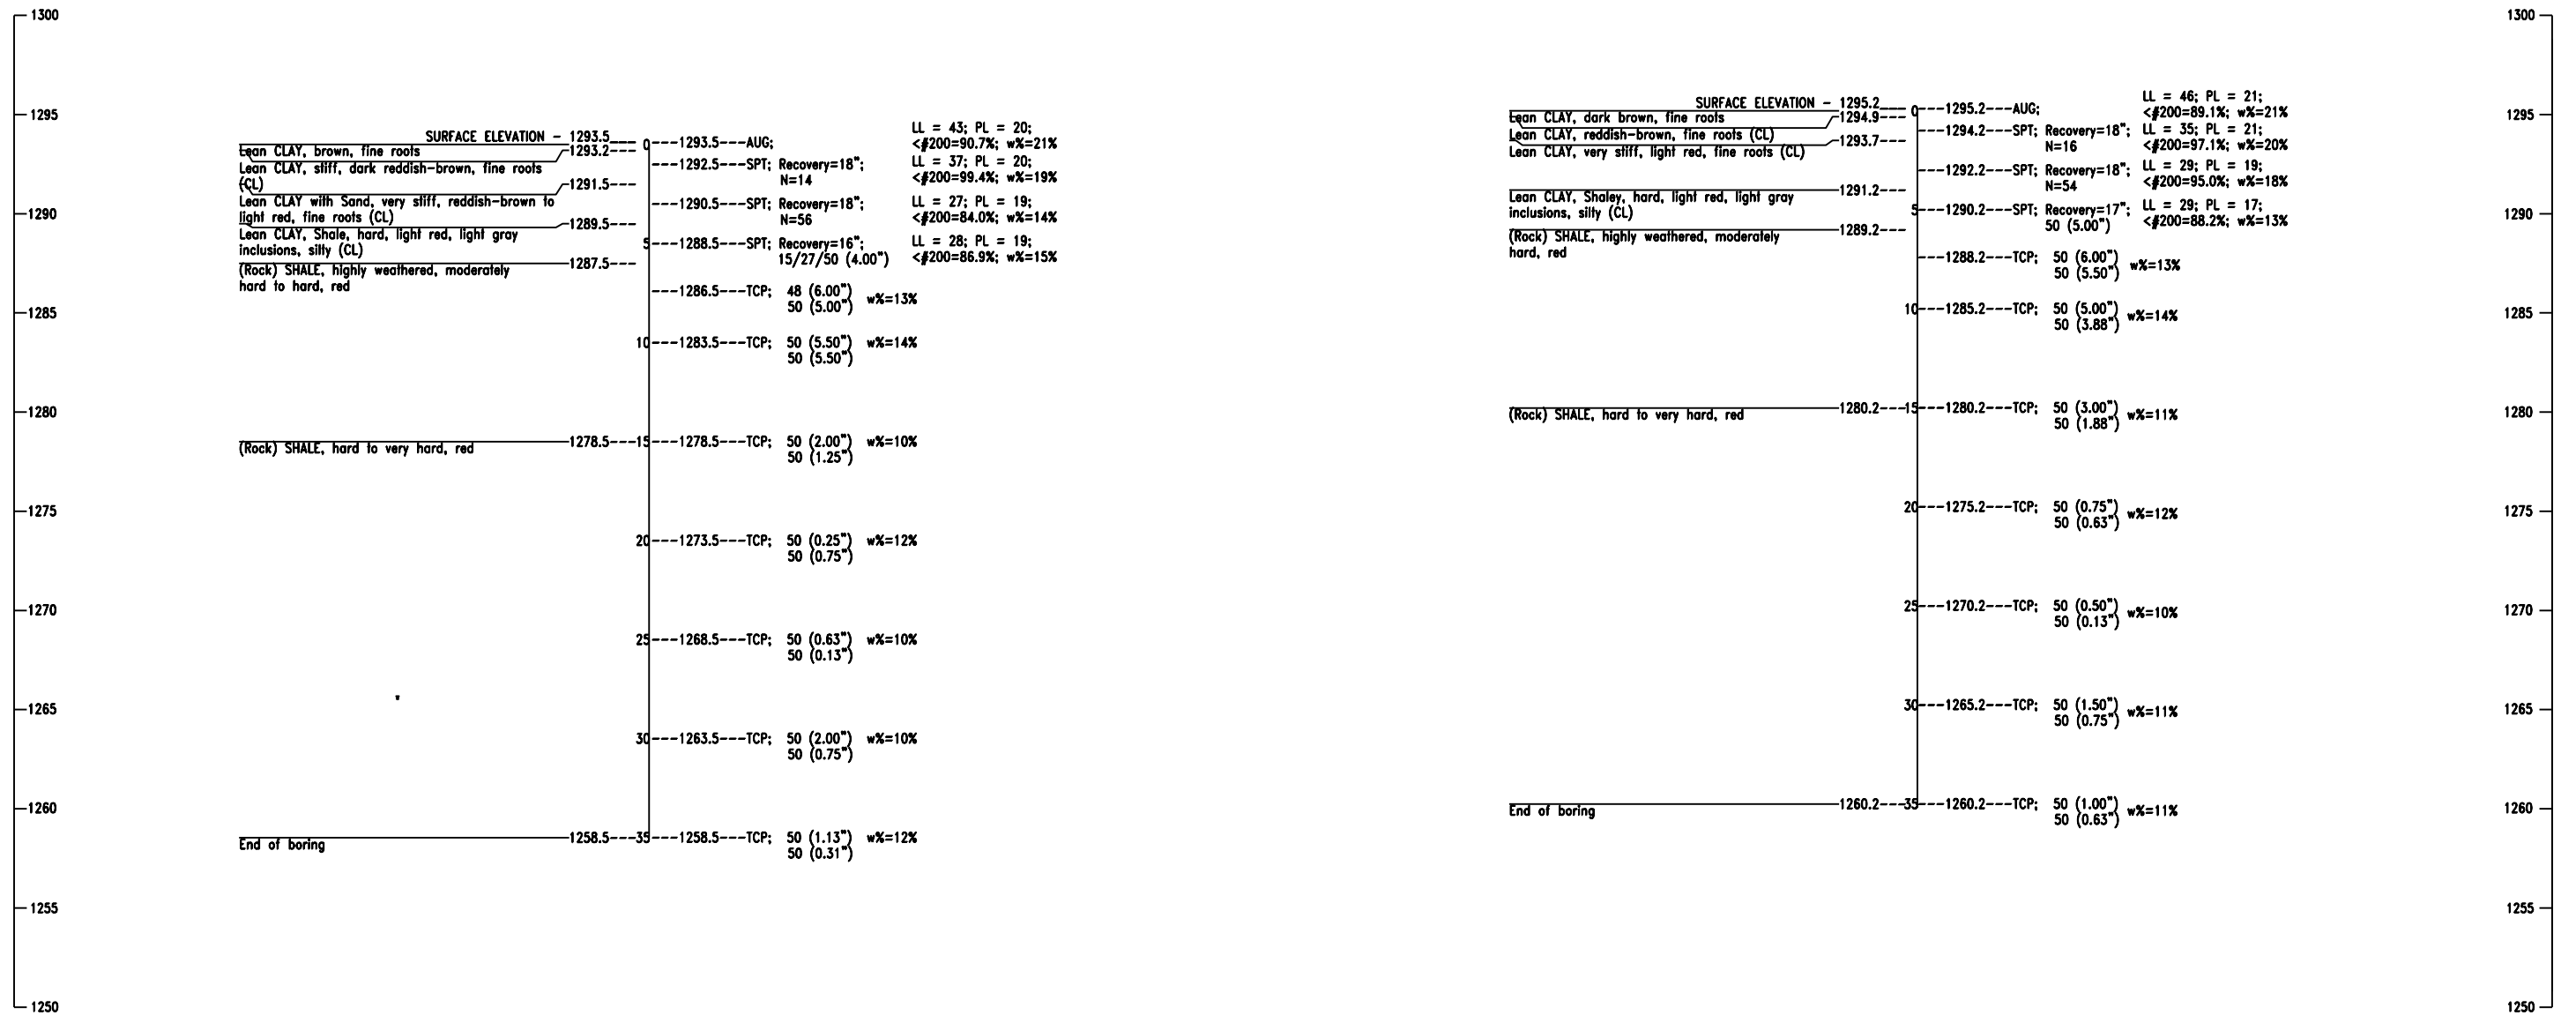 1300
1295
1290
1285
1280
1275
1270
1265
1260
1255
1250
SURFACE ELEVATION - 1293.5
Lean CLAY, brown, fine roots
1293.2---
Lean CLAY, stiff, dark reddish-brown, fine roots
(CL)
1291.5---
Lean CLAY with Sand, very stiff, reddish-brown to
light red, fine roots (CL)
1289.5---
Lean CLAY, Shale, hard, light red, light gray
inclusions, silty (CL)
1287.5---
(Rock) SHALE, highly weathered, moderately
hard to hard, red
(Rock) SHALE, hard to very hard, red
1278.5---15
End of boring
1258.5---35
0---1293.5---AUG;
LL = 43; PL = 20;
<#200=90.7%; w%=21%
---1292.5---SPT; Recovery=18";
N=14
LL = 37; PL = 20;
<#200=99.4%; w%=19%
---1290.5---SPT; Recovery=18";
N=56
LL = 27; PL = 19;
<#200=84.0%; w%=14%
5---1288.5---SPT; Recovery=16";
15/27/50 (4.00")
LL = 28; PL = 19;
<#200=86.9%; w%=15%
---1286.5---TCP; 48 (6.00")
50 (5.00")
w%=13%
10---1283.5---TCP; 50 (5.50") w%=14%
50 (5.50")
---1278.5---TCP; 50 (2.00") w%=10%
50 (1.25")
20---1273.5---TCP; 50 (0.25") w%=12%
50 (0.75")
25---1268.5---TCP; 50 (0.63") w%=10%
50 (0.13")
30---1263.5---TCP; 50 (2.00") w%=10%
50 (0.75")
---1258.5---TCP; 50 (1.13") w%=12%
50 (0.31")
SURFACE ELEVATION - 1295.2
Lean CLAY, dark brown, fine roots
1294.9---
Lean CLAY, reddish-brown, fine roots (CL)
1293.7---
Lean CLAY, very stiff, light red, fine roots (CL)
1291.2---
Lean CLAY, Shaley, hard, light red, light gray
inclusions, silty (CL)
1289.2---
(Rock) SHALE, highly weathered, moderately
hard, red
(Rock) SHALE, hard to very hard, red
1280.2---15
End of boring
1260.2---35
0---1295.2---AUG;
LL = 46; PL = 21;
<#200=89.1%; w%=21%
---1294.2---SPT; Recovery=18";
N=16
LL = 35; PL = 21;
<#200=97.1%; w%=20%
---1292.2---SPT; Recovery=18";
N=54
LL = 29; PL = 19;
<#200=95.0%; w%=18%
5---1290.2---SPT; Recovery=17";
50 (5.00")
LL = 29; PL = 17;
<#200=88.2%; w%=13%
---1288.2---TCP; 50 (6.00")
50 (5.50")
w%=13%
10---1285.2---TCP; 50 (5.00")
50 (3.88")
w%=14%
---1280.2---TCP; 50 (3.00")
50 (1.88")
w%=11%
20---1275.2---TCP; 50 (0.75")
50 (0.63")
w%=12%
25---1270.2---TCP; 50 (0.50")
50 (0.13")
w%=10%
30---1265.2---TCP; 50 (1.50")
50 (0.75")
w%=11%
---1260.2---TCP; 50 (1.00")
50 (0.63")
w%=11%
1300
1295
1290
1285
1280
1275
1270
1265
1260
1255
1250